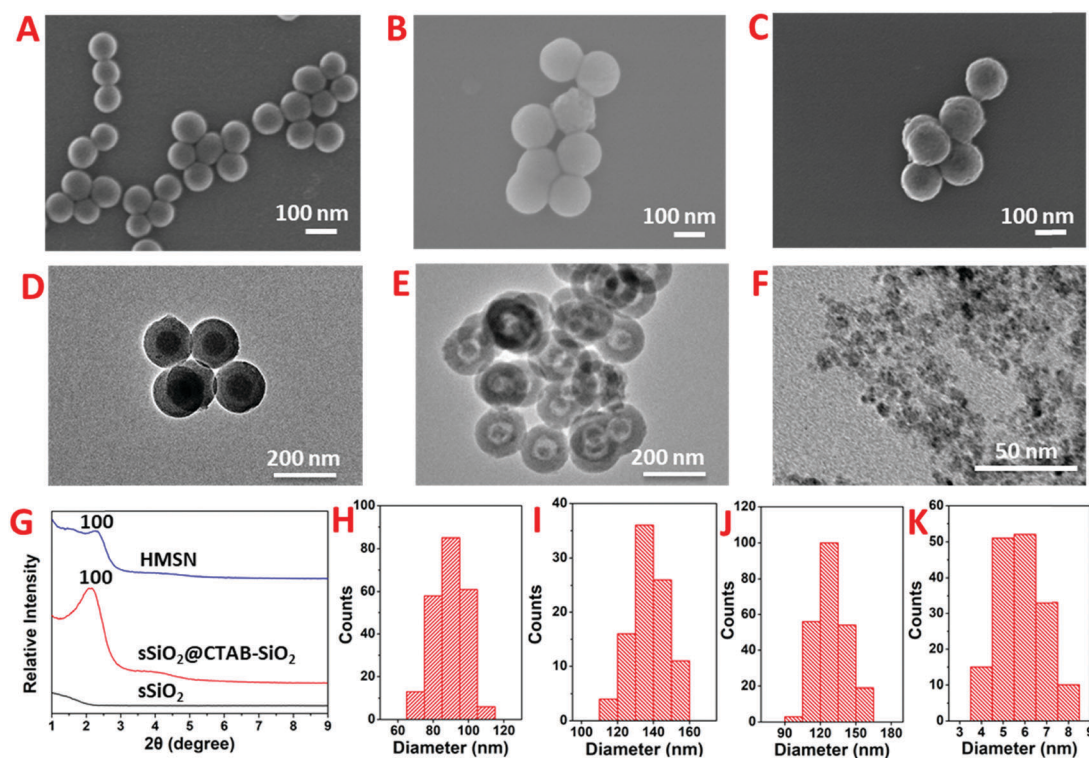 A
100 nm
B
100 nm
C
100 nm
D
200 nm
E
200 nm
F
50 nm
G
Relative Intensity
100
HMSN
100
sSiO₂@CTAB-SiO₂
sSiO₂
1 2 3 4 5 6 7 8 9
2θ (degree)
H
Counts
100
80
60
40
20
0
60 80 100 120
Diameter (nm)
I
Counts
40
30
20
10
0
120 140 160
Diameter (nm)
J
Counts
120
100
80
60
40
20
0
90 120 150 180
Diameter (nm)
K
Counts
60
50
40
30
20
10
0
3 4 5 6 7 8 9
Diameter (nm)